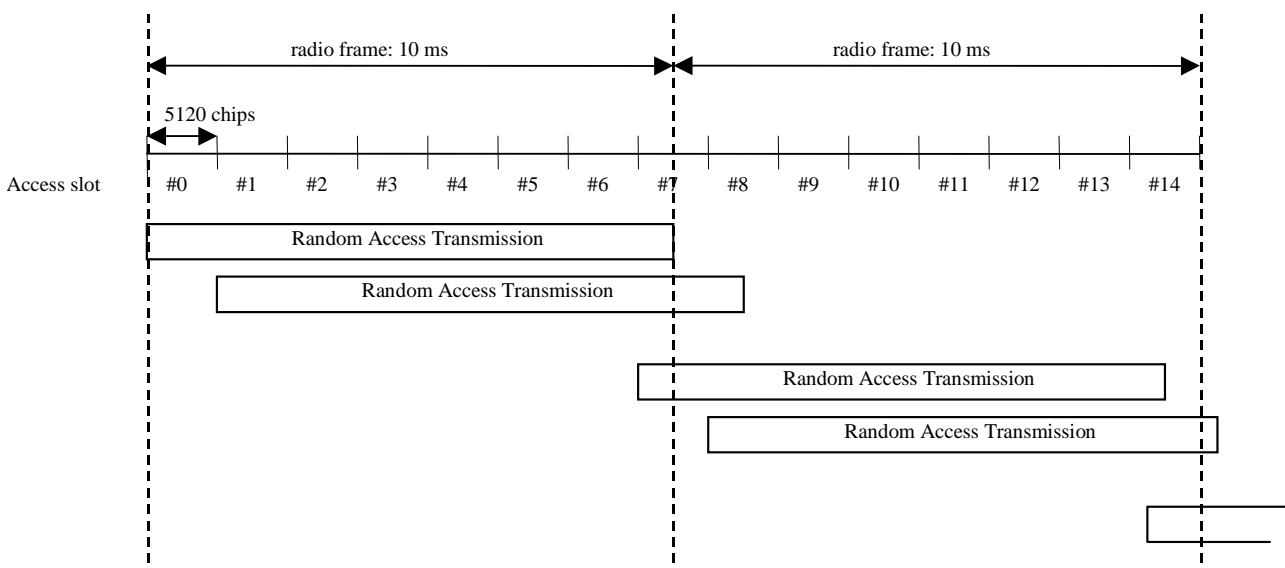 radio frame: 10 ms radio frame: 10 ms
5120 chips
Access slot #0 #1 #2 #3 #4 #5 #6 #7 #8 #9 #10 #11 #12 #13 #14
Random Access Transmission
Random Access Transmission
Random Access Transmission
Random Access Transmission